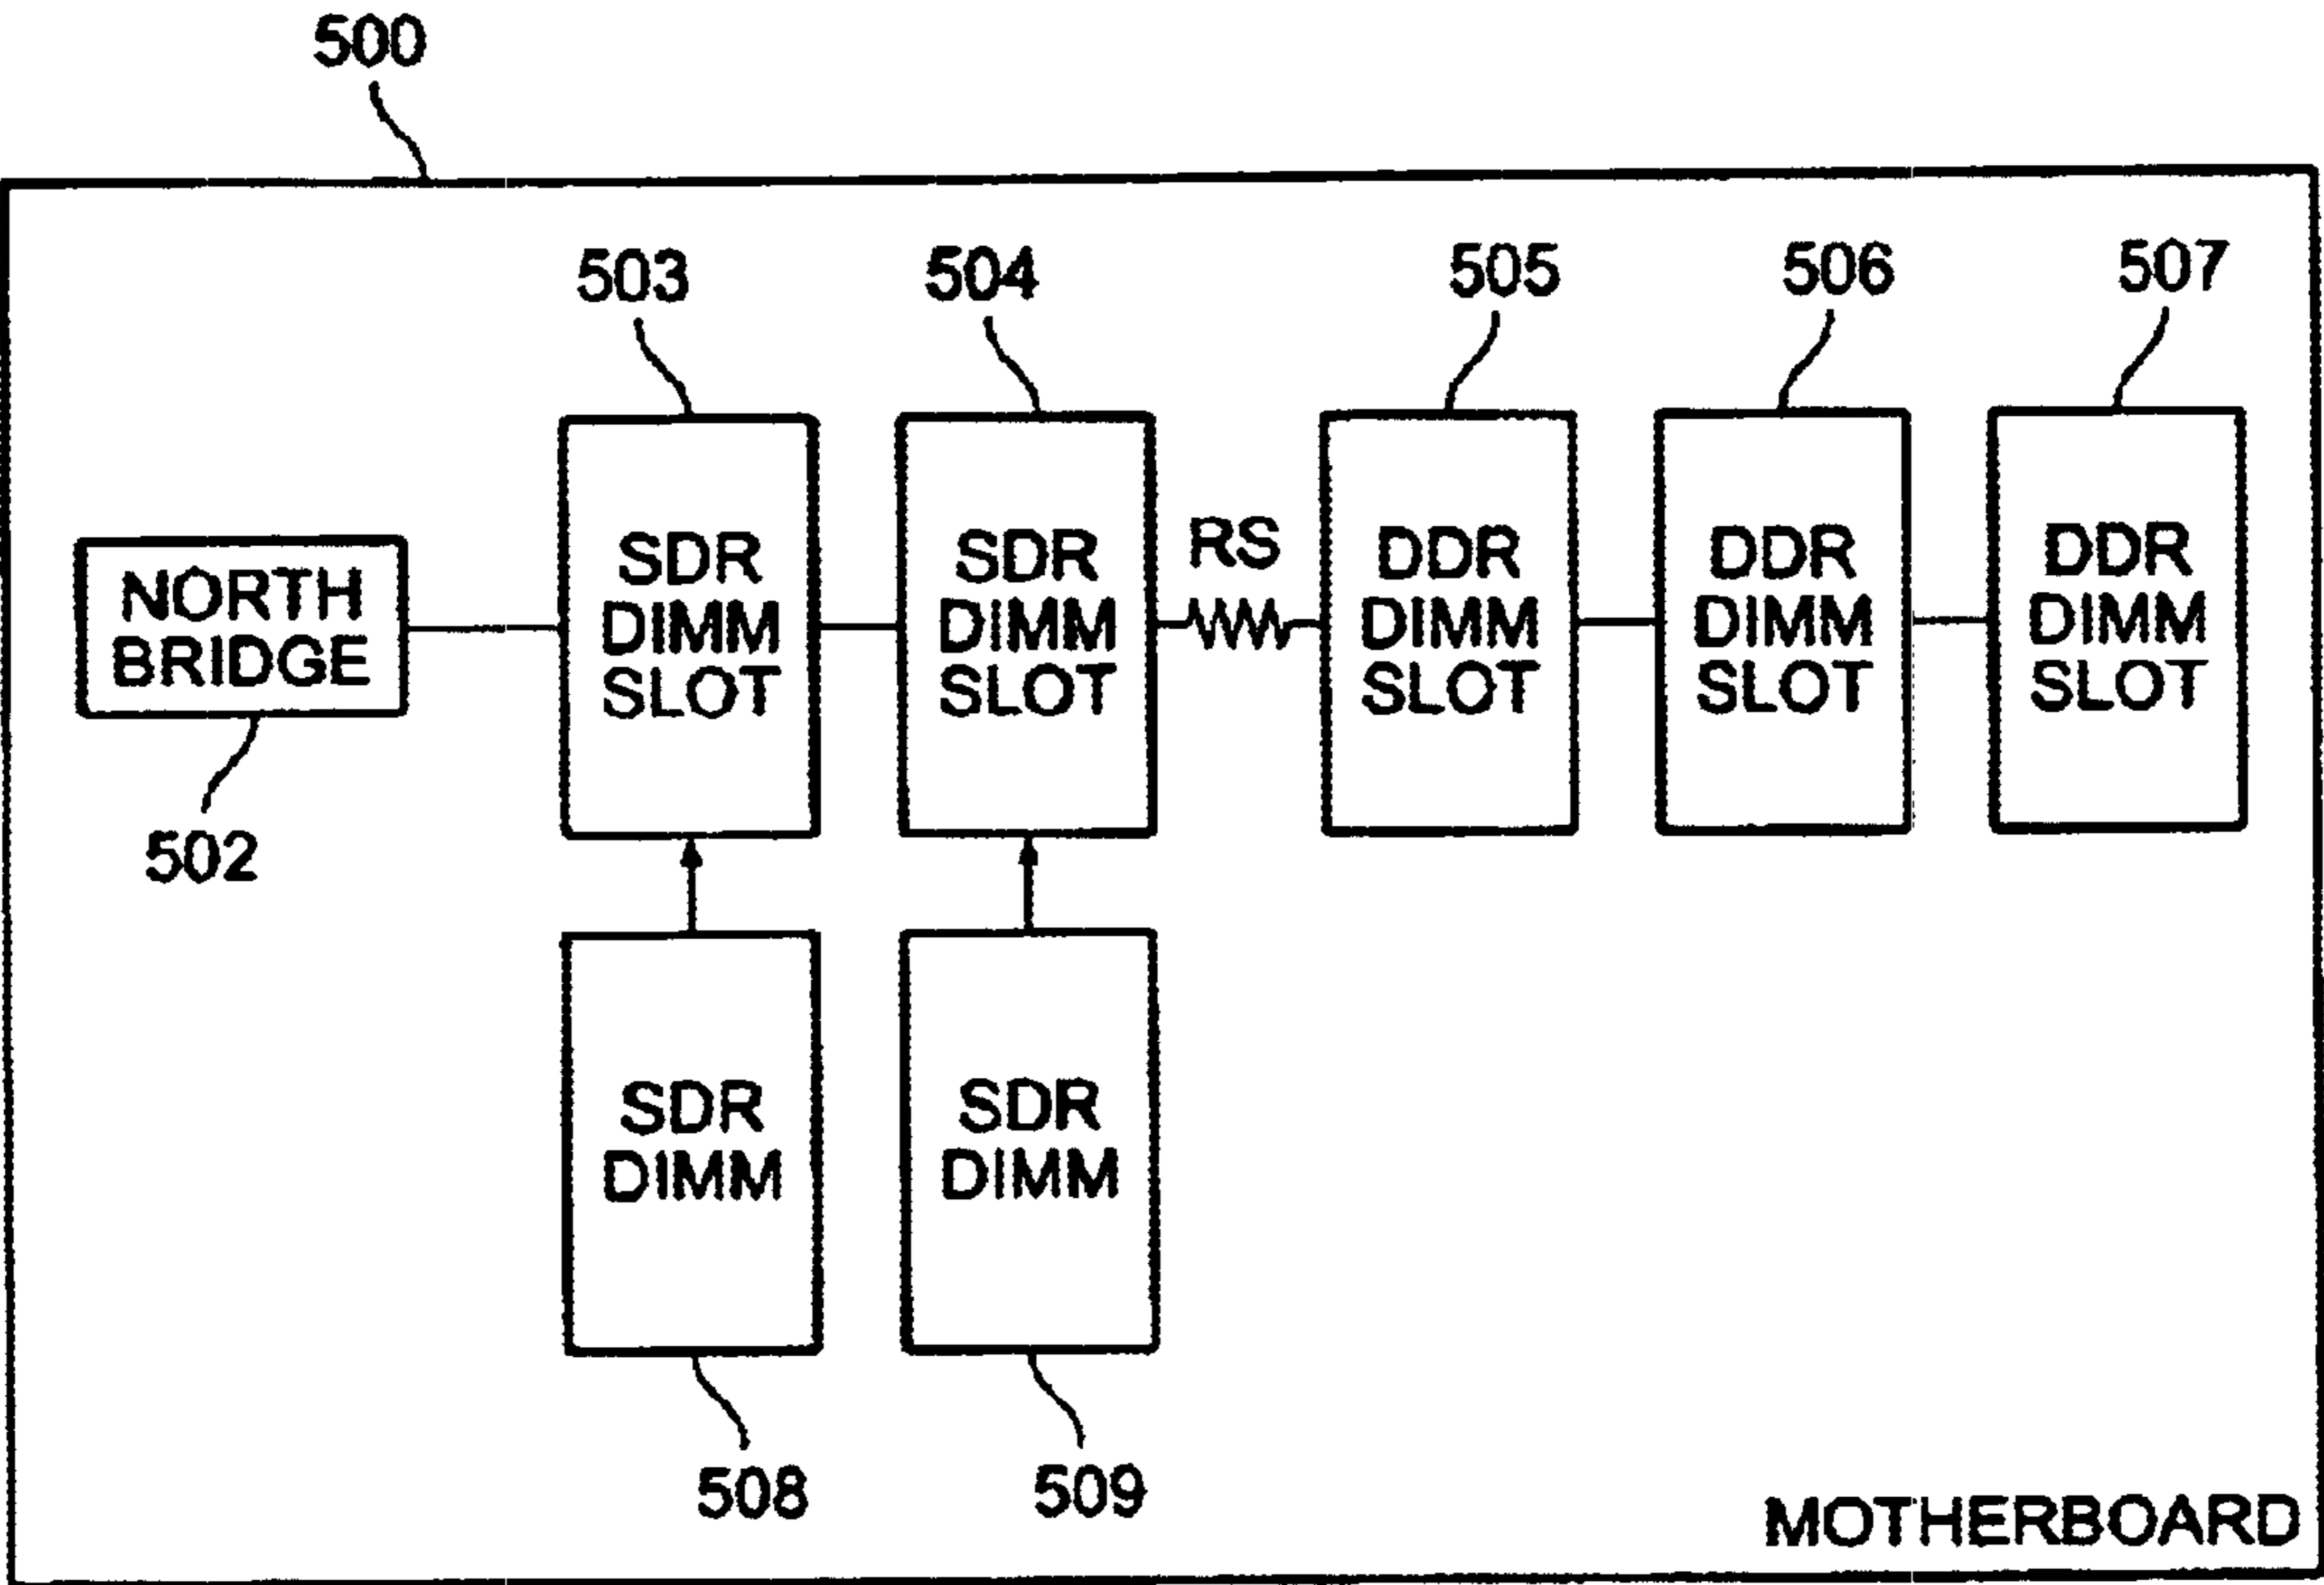 500
503
504
505
506
507
NORTH
BRIDGE
502
SDR
DIMM
SLOT
SDR
DIMM
SLOT
RS
DDR
DIMM
SLOT
DDR
DIMM
SLOT
DDR
DIMM
SLOT
SDR
DIMM
SDR
DIMM
508
509
MOTHERBOARD